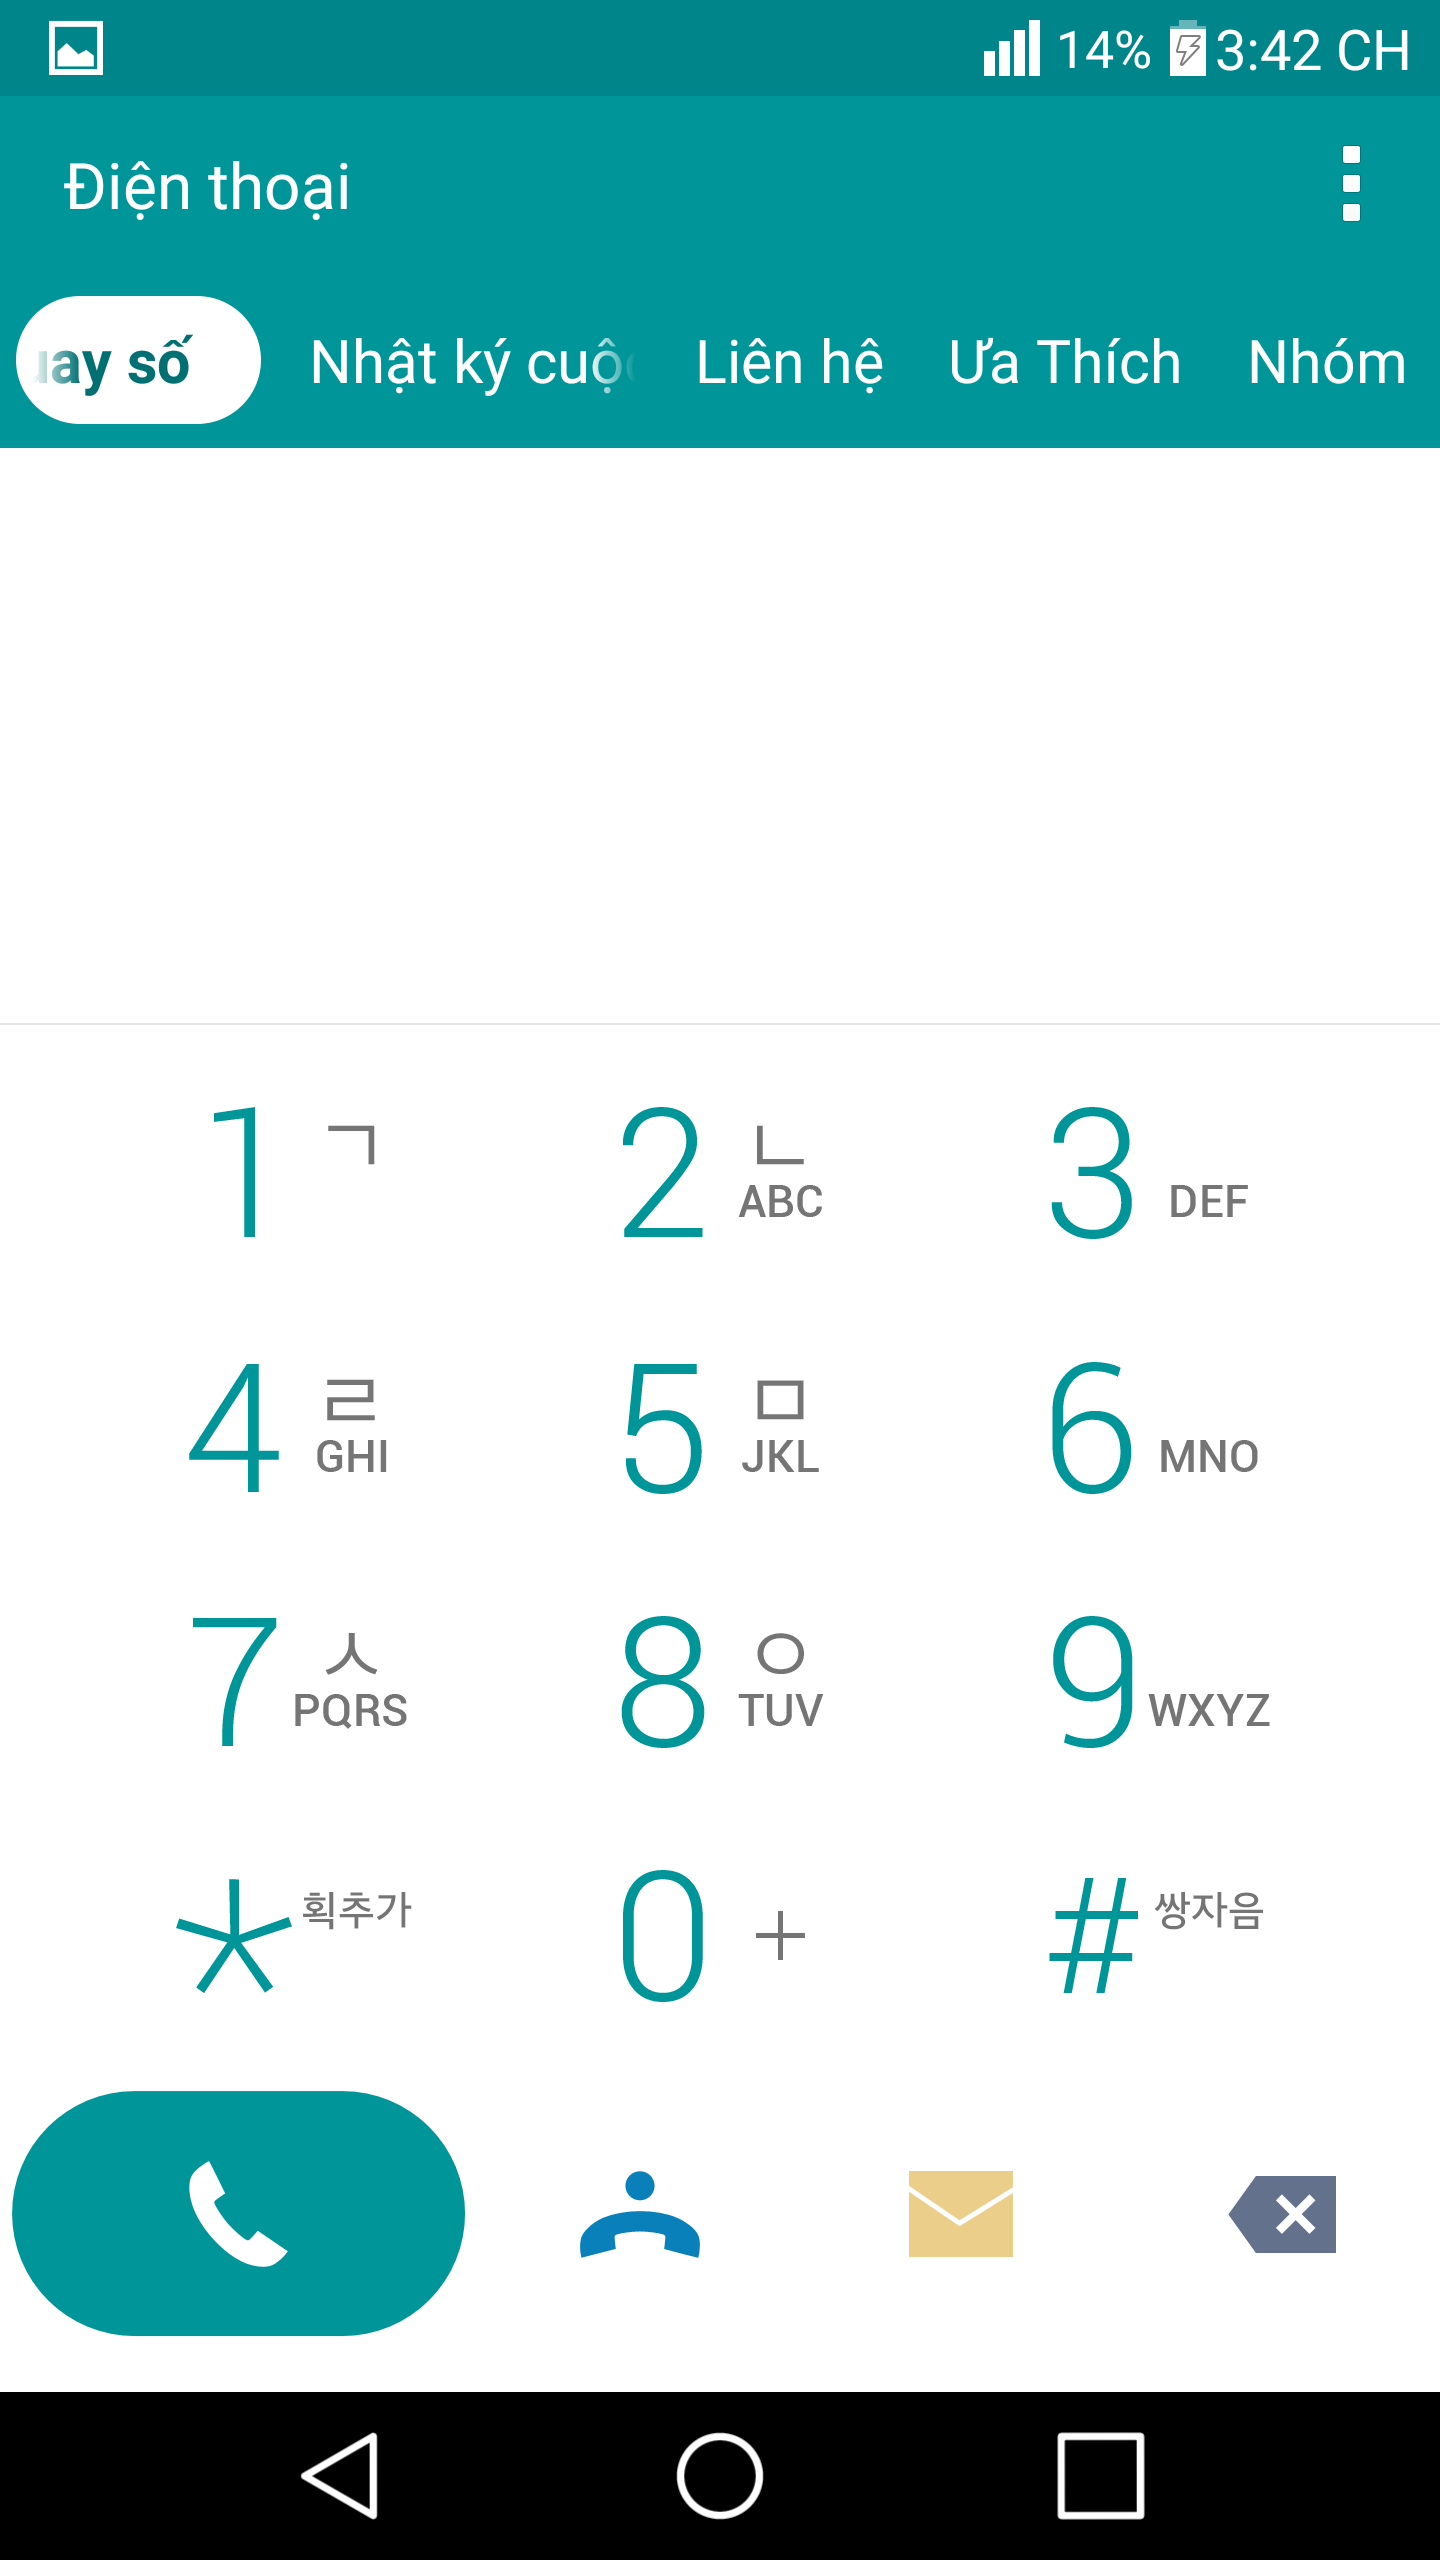 14% 3:42 CH
Điện thoại
uay số Nhật ký cuộc Liên hệ Ưa Thích Nhóm
1 ㄱ 2 ㄴ ABC 3 DEF
4 ㄹ GHI 5 ㅁ JKL 6 MNO
7 ㅅ PQRS 8 ㅇ TUV 9 WXYZ
* 획추가 0 + # 쌍자음